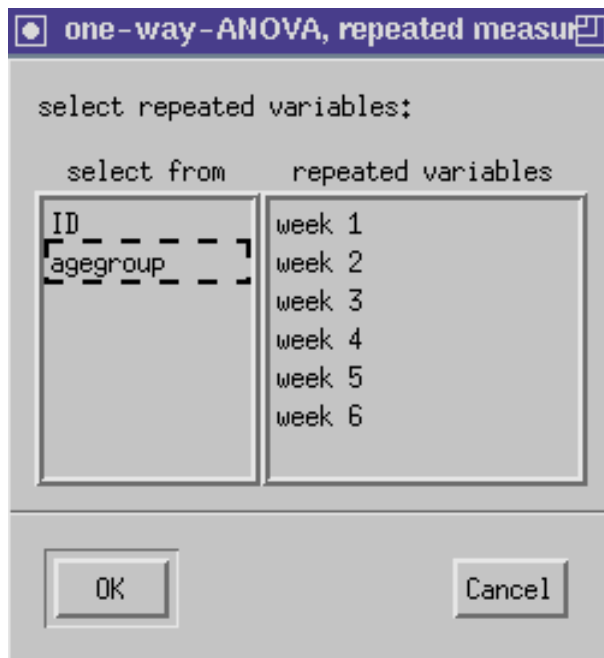 one-way-ANOVA, repeated measur
select repeated variables:
select from
repeated variables
ID
agegroup
week 1
week 2
week 3
week 4
week 5
week 6
OK
Cancel